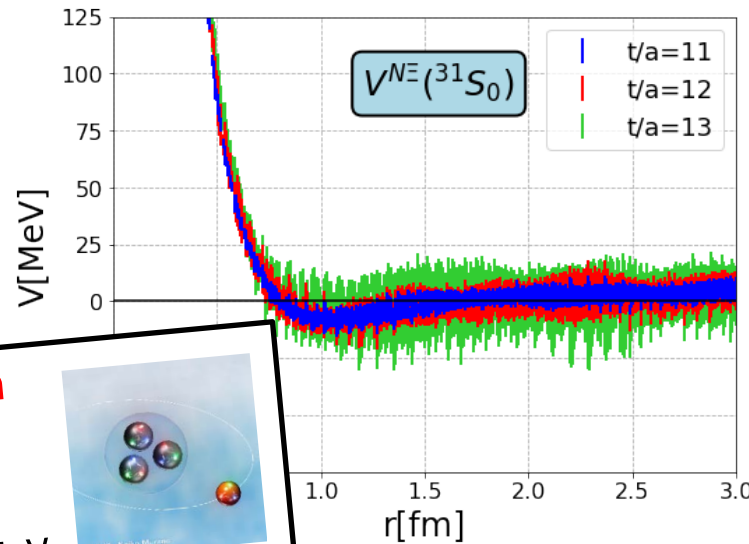 125
100
75
50
25
0
V[MeV]
V^{NΞ}(^{31}S_0)
t/a=11
t/a=12
t/a=13
1.0 1.5 2.0 2.5 3.0
r[fm]